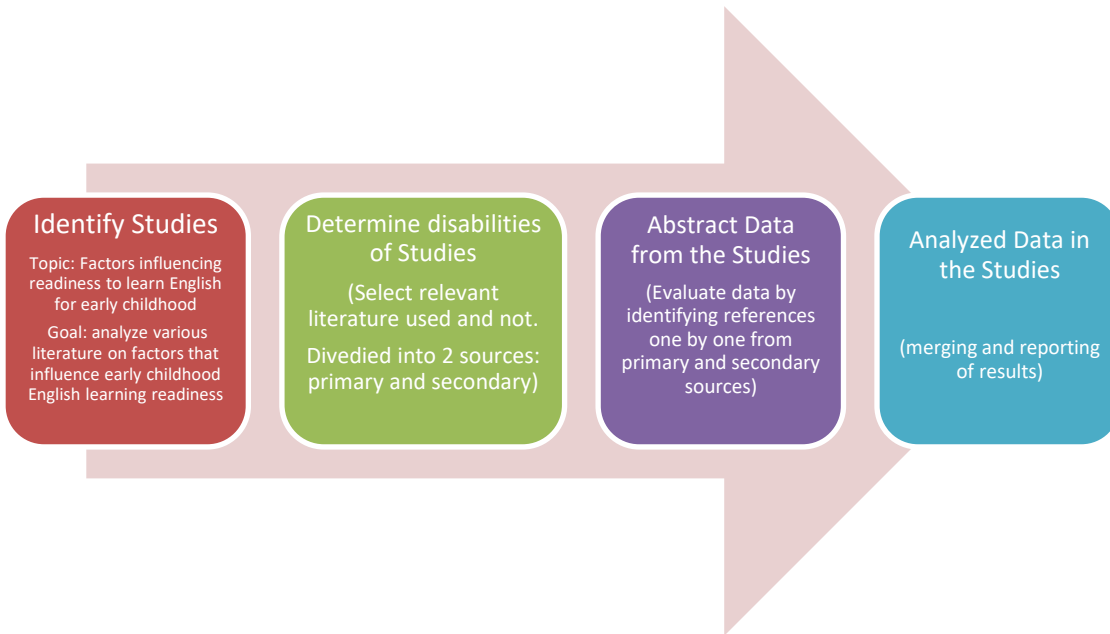 Identify Studies
Topic: Factors influencing
readiness to learn English
for early childhood
Goal: analyze various
literature on factors that
influence early childhood
English learning readiness
Determine disabilities
of Studies
(Select relevant
literature used and not.
Divedied into 2 sources:
primary and secondary)
Abstract Data
from the Studies
(Evaluate data by
identifying references
one by one from
primary and secondary
sources)
Analyzed Data in
the Studies
(merging and reporting
of results)